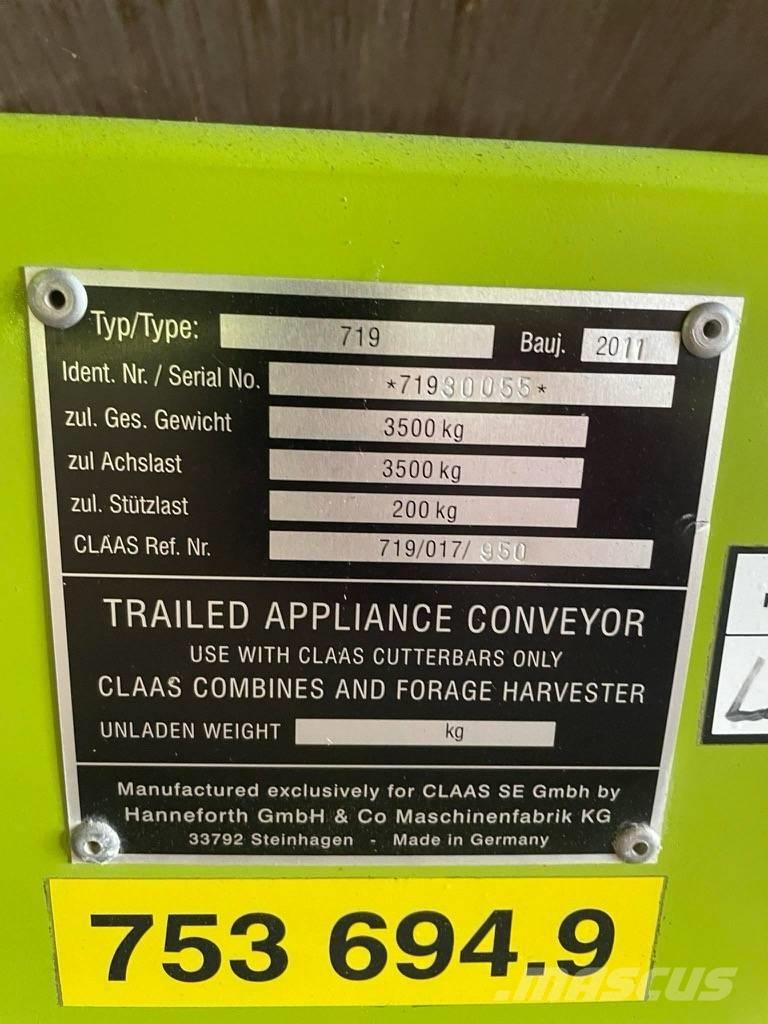 Typ/Type: 719 Bauj. 2011
Ident. Nr. / Serial No. *71930055*
zul. Ges. Gewicht 3500 kg
zul Achslast 3500 kg
zul. Stützlast 200 kg
CLAAS Ref. Nr. 719/017/ 950
TRAILED APPLIANCE CONVEYOR
USE WITH CLAAS CUTTERBARS ONLY
CLAAS COMBINES AND FORAGE HARVESTER
UNLADEN WEIGHT kg
Manufactured exclusively for CLAAS SE Gmbh by
Hanneforth GmbH & Co Maschinenfabrik KG
33792 Steinhagen - Made in Germany
753 694.9
MASCUS